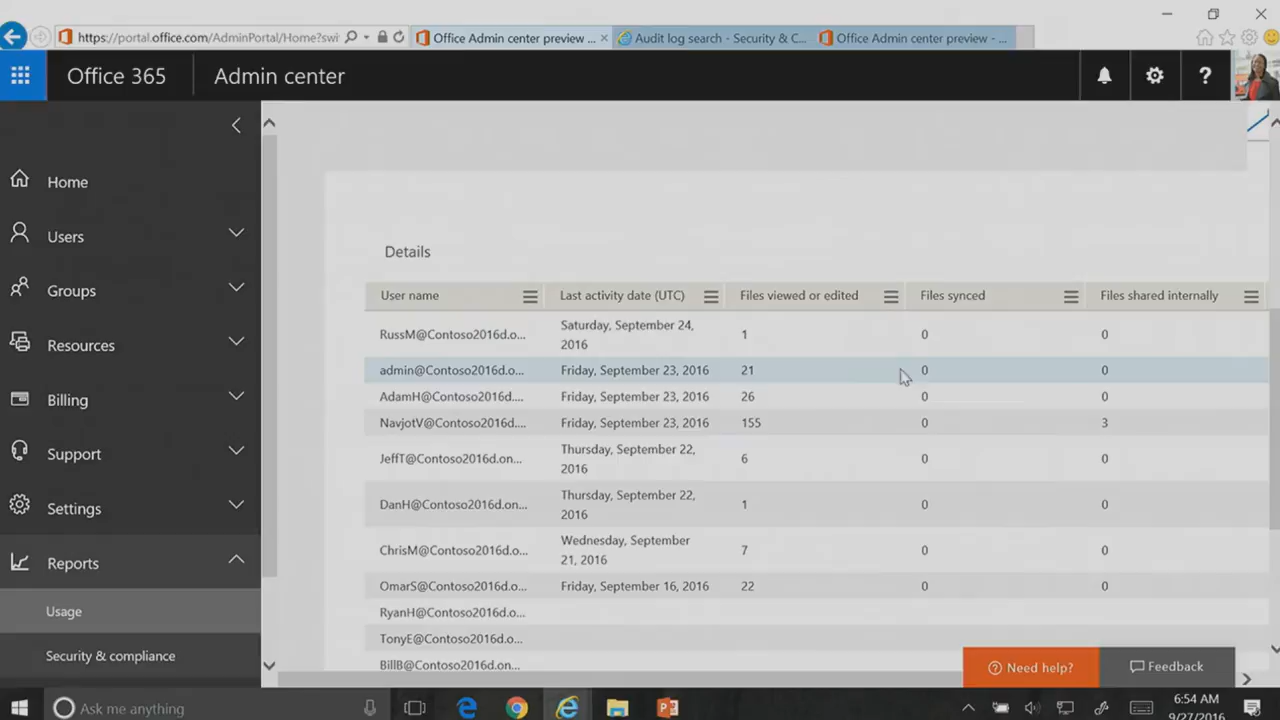 https://portal.office.com/AdminPortal/Home?swi
Office Admin center preview ...
Audit log search - Security & C...
Office Admin center preview - ...
Office 365
Admin center
Home
Users
Groups
Resources
Billing
Support
Settings
Reports
Usage
Security & compliance
Details
User name Last activity date (UTC) Files viewed or edited Files synced Files shared internally
RussM@Contoso2016d.o... Saturday, September 24, 2016 1 0 0
admin@Contoso2016d.o... Friday, September 23, 2016 21 0 0
AdamH@Contoso2016d.... Friday, September 23, 2016 26 0 0
NavjotV@Contoso2016d.... Friday, September 23, 2016 155 0 3
JeffT@Contoso2016d.on... Thursday, September 22, 2016 6 0 0
DanH@Contoso2016d.on... Thursday, September 22, 2016 1 0 0
ChrisM@Contoso2016d.o... Wednesday, September 21, 2016 7 0 0
OmarS@Contoso2016d.o... Friday, September 16, 2016 22 0 0
RyanH@Contoso2016d.o...
TonyE@Contoso2016d.o...
BillB@Contoso2016d.on...
Need help?
Feedback
Ask me anything
6:54 AM
9/27/2016